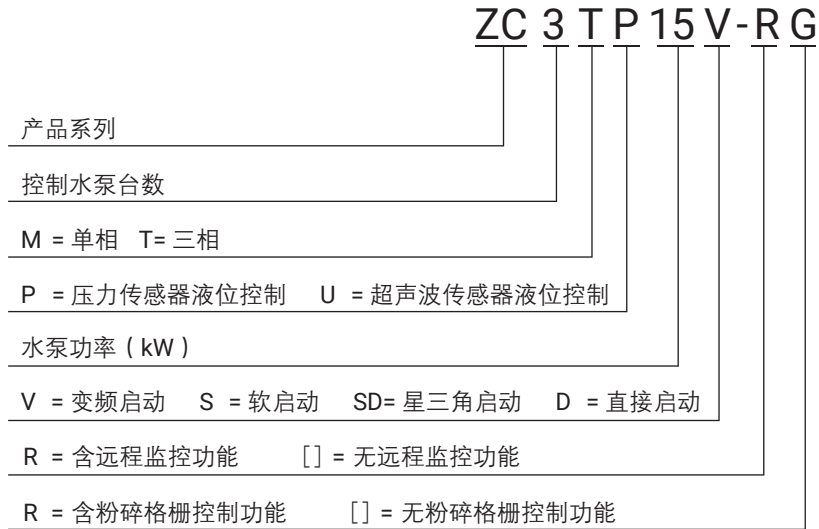 ZC 3 T P 15 V - R G
产品系列
控制水泵台数
M = 单相 T= 三相
P = 压力传感器液位控制 U = 超声波传感器液位控制
水泵功率 ( kW )
V = 变频启动 S = 软启动 SD= 星三角启动 D = 直接启动
R = 含远程监控功能 [ ] = 无远程监控功能
R = 含粉碎格栅控制功能 [ ] = 无粉碎格栅控制功能